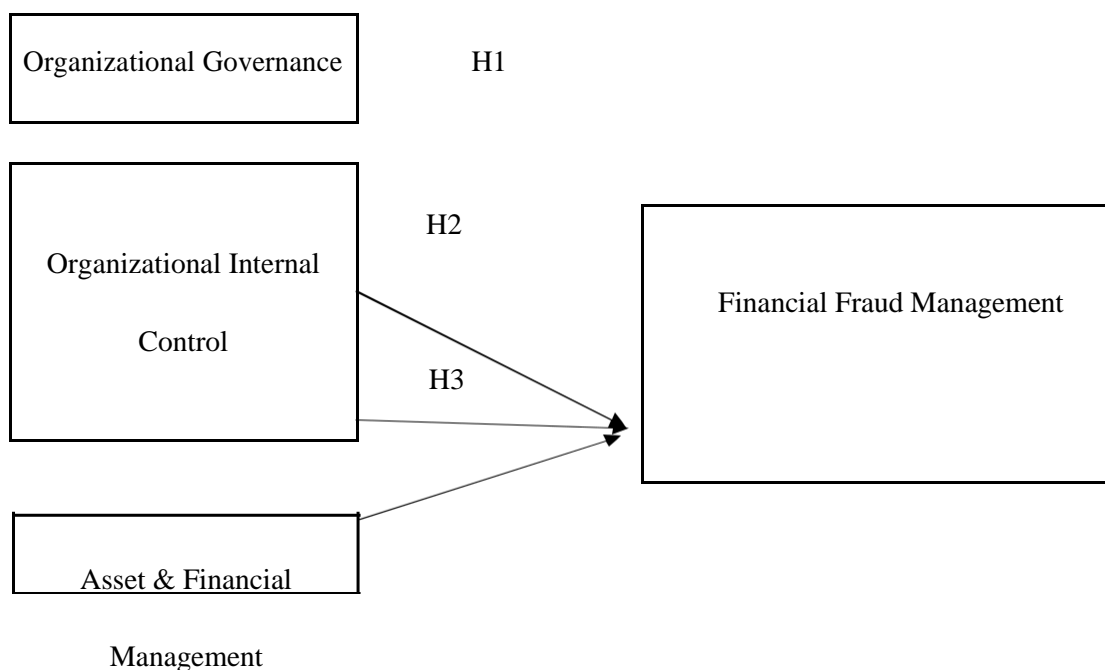 Organizational Governance
H1
H2
Organizational Internal
Control
Financial Fraud Management
H3
Asset & Financial
Management